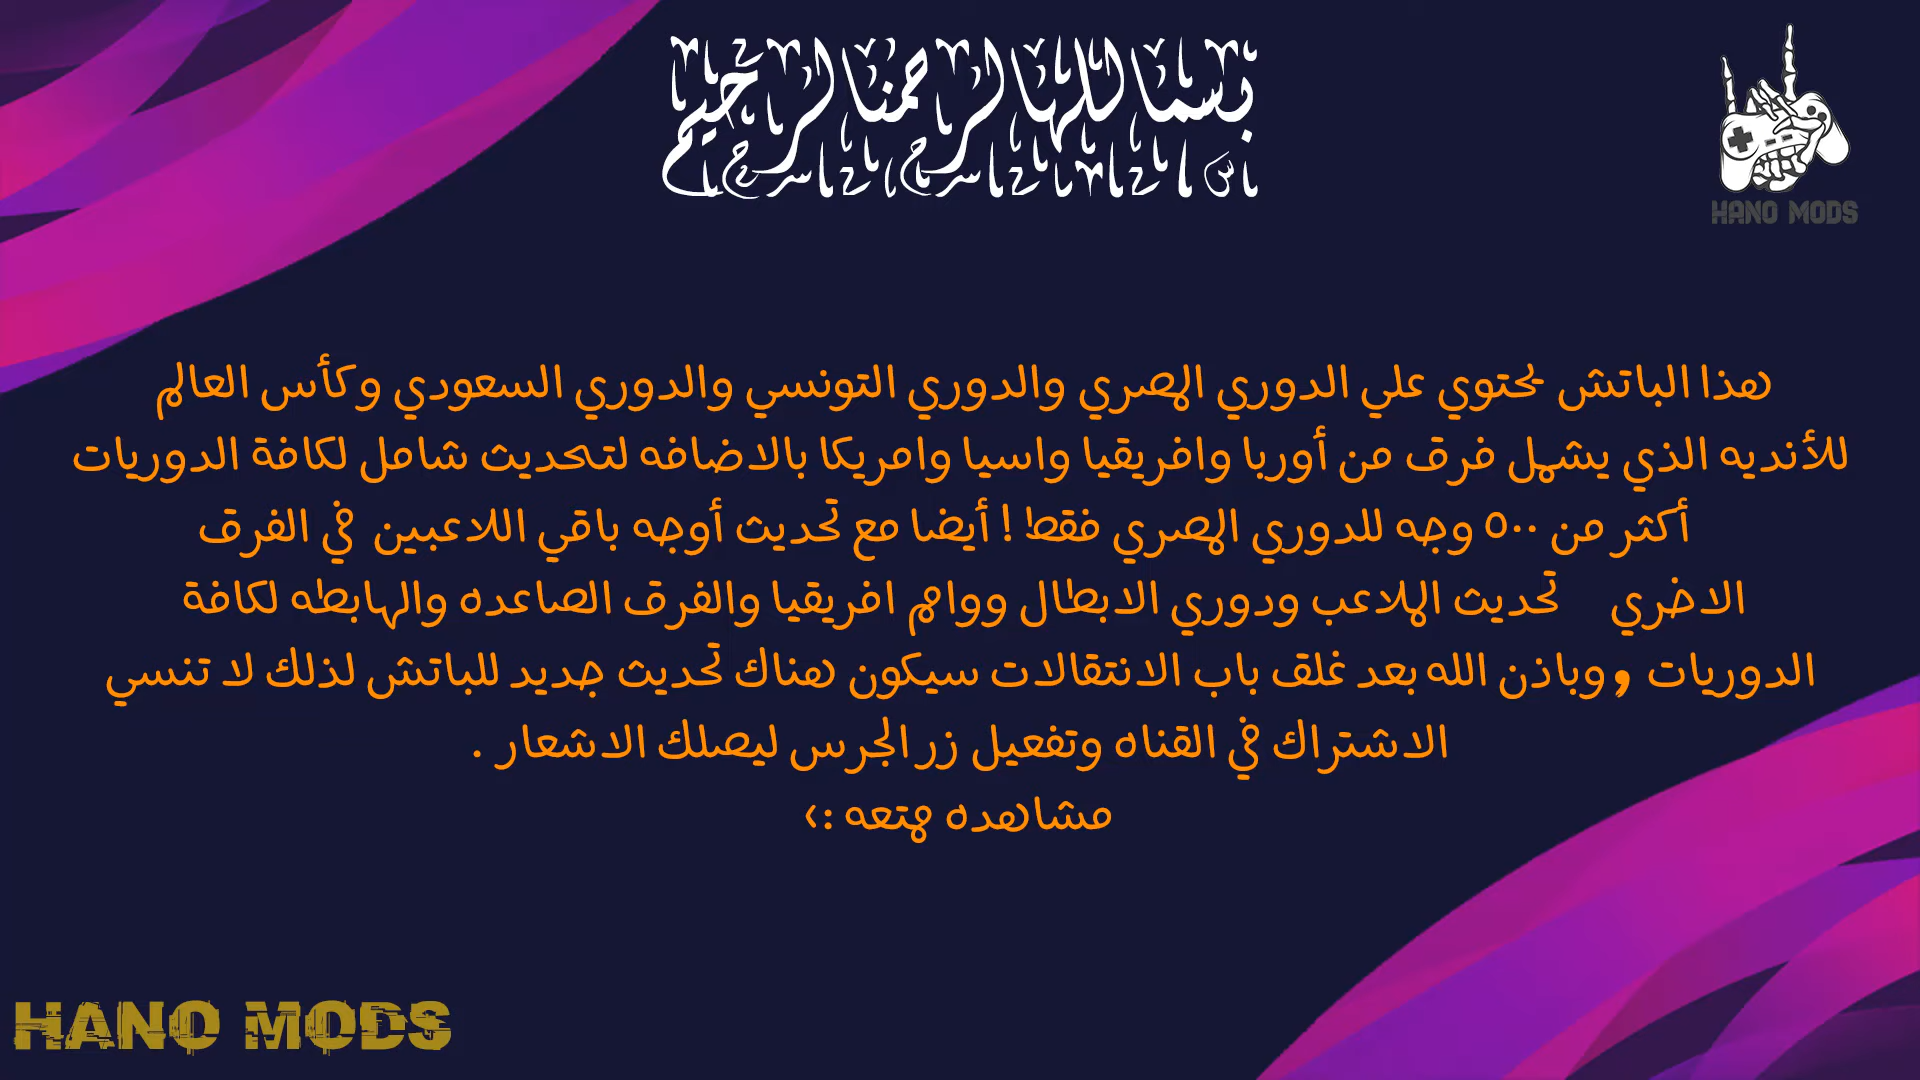 بسم الله الرحمن الرحيم
HANO MODS
هذا الباتش يحتوي علي الدوري المصري والدوري التونسي والدوري السعودي وكأس العالم
للأنديه الذي يشمل فرق من أوربا وافريقيا واسيا وامريكا بالاضافه لتحديث شامل لكافة الدوريات
أكثر من ٥٠٠ وجه للدوري المصري فقط ! أيضا مع تحديث أوجه باقي اللاعبين في الفرق
الاخري تحديث الملاعب ودوري الابطال ووامم افريقيا والفرق الصاعده والهابطه لكافة
الدوريات , وباذن الله بعد غلق باب الانتقالات سيكون هناك تحديث جديد للباتش لذلك لا تنسي
الاشتراك في القناه وتفعيل زر الجرس ليصلك الاشعار .
مشاهده ممتعه :>
HANO MODS